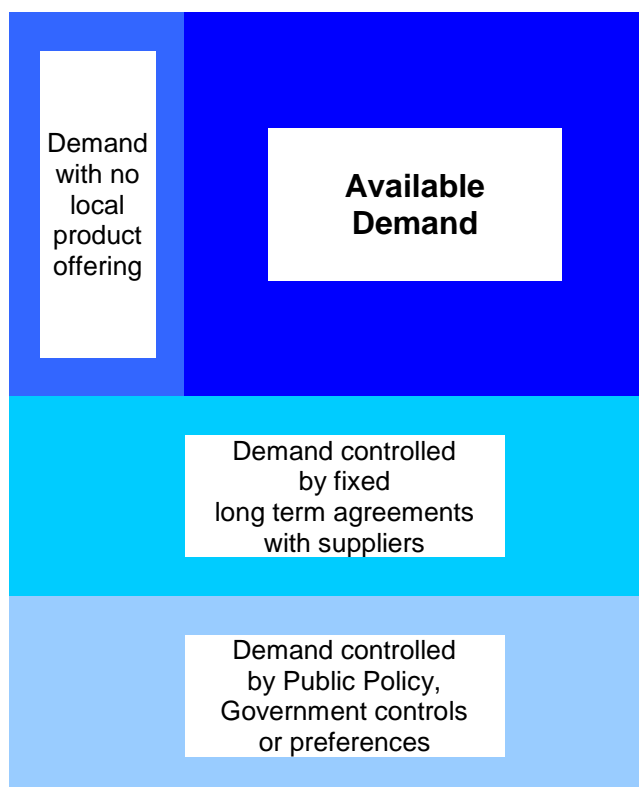 Demand
with no
local
product
offering
Available
Demand
Demand controlled
by fixed
long term agreements
with suppliers
Demand controlled
by Public Policy,
Government controls
or preferences